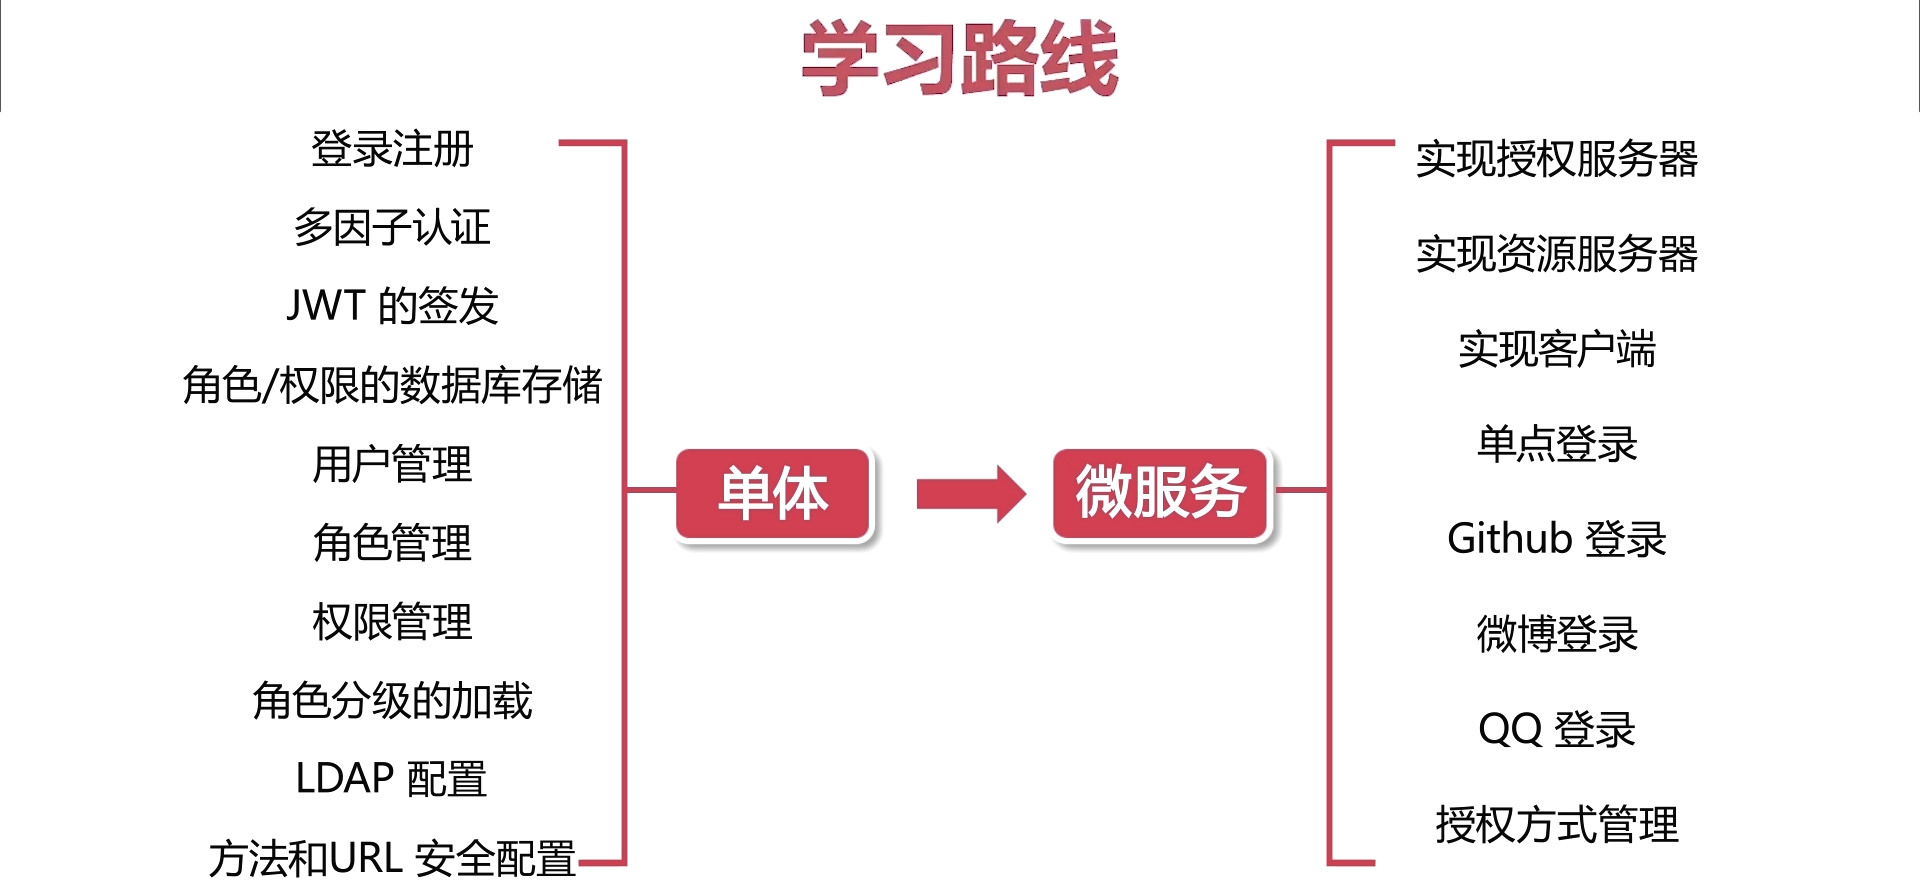 学习路线
登录注册
多因子认证
JWT 的签发
角色/权限的数据库存储
用户管理
角色管理
权限管理
角色分级的加载
LDAP 配置
方法和URL 安全配置
单体
微服务
实现授权服务器
实现资源服务器
实现客户端
单点登录
Github 登录
微博登录
QQ 登录
授权方式管理